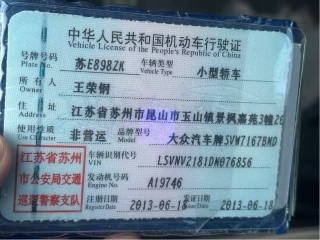 中华人民共和国机动车行驶证
Vehicle License of the People's Republic of China
号牌号码 苏E898ZK 车辆类型 小型轿车
Plate No. Vehicle Type
所有人 王荣钢
Owner
住址 江苏省苏州市昆山市玉山镇景枫嘉苑3幢
Address
使用性质 非营运 品牌型号 大众汽车牌SVW7167BMD
Use Character Model
江苏省苏州 车辆识别代号 LSVNV2181DN076856
VIN
市公安局交通 发动机号码 A19746
Engine No.
巡逻警察支队 注册日期 2013-06-18 发证日期 2013-06-18
Register Date Issue Date